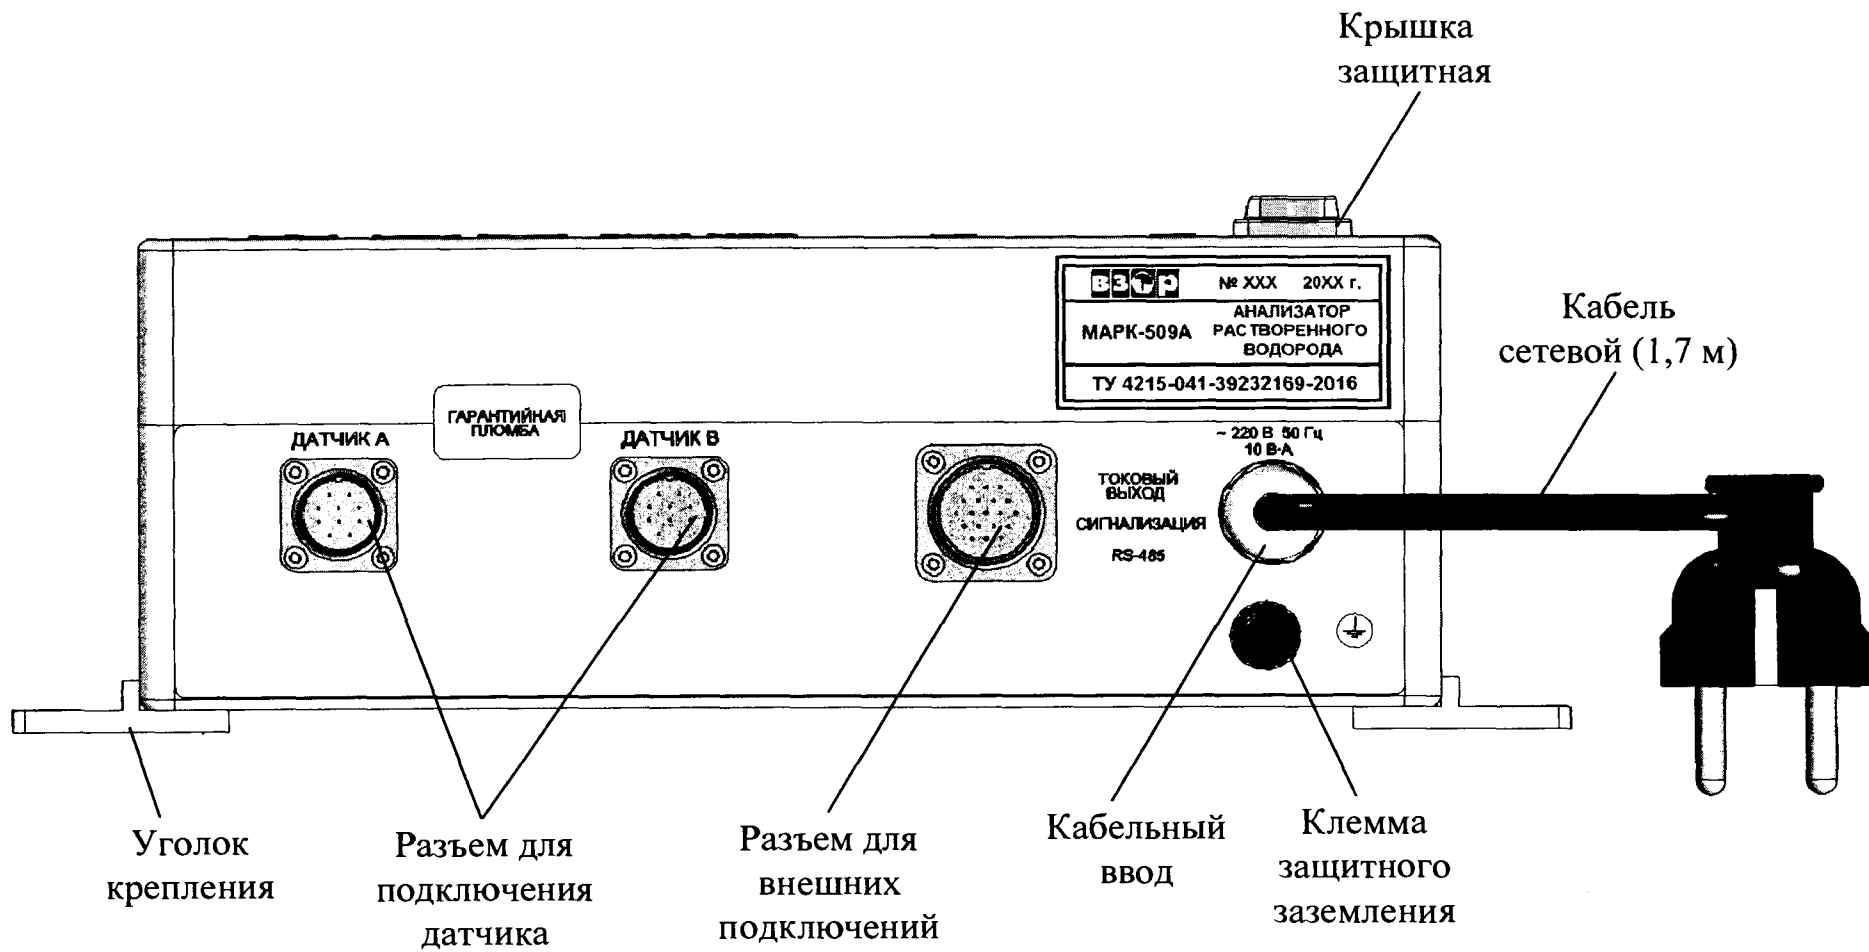 Крышка
защитная
ВЗОР № XXX 20XX г.
МАРК-509А
АНАЛИЗАТОР
РАСТВОРЕННОГО
ВОДОРОДА
ТУ 4215-041-39232169-2016
Кабель
сетевой (1,7 м)
ГАРАНТИЙНАЯ
ПЛОМБА
ДАТЧИК А
ДАТЧИК В
~ 220 В 50 Гц
10 В·А
ТОКОВЫЙ
ВЫХОД
СИГНАЛИЗАЦИЯ
RS-485
Уголок
крепления
Разъем для
подключения
датчика
Разъем для
внешних
подключений
Кабельный
ввод
Клемма
защитного
заземления